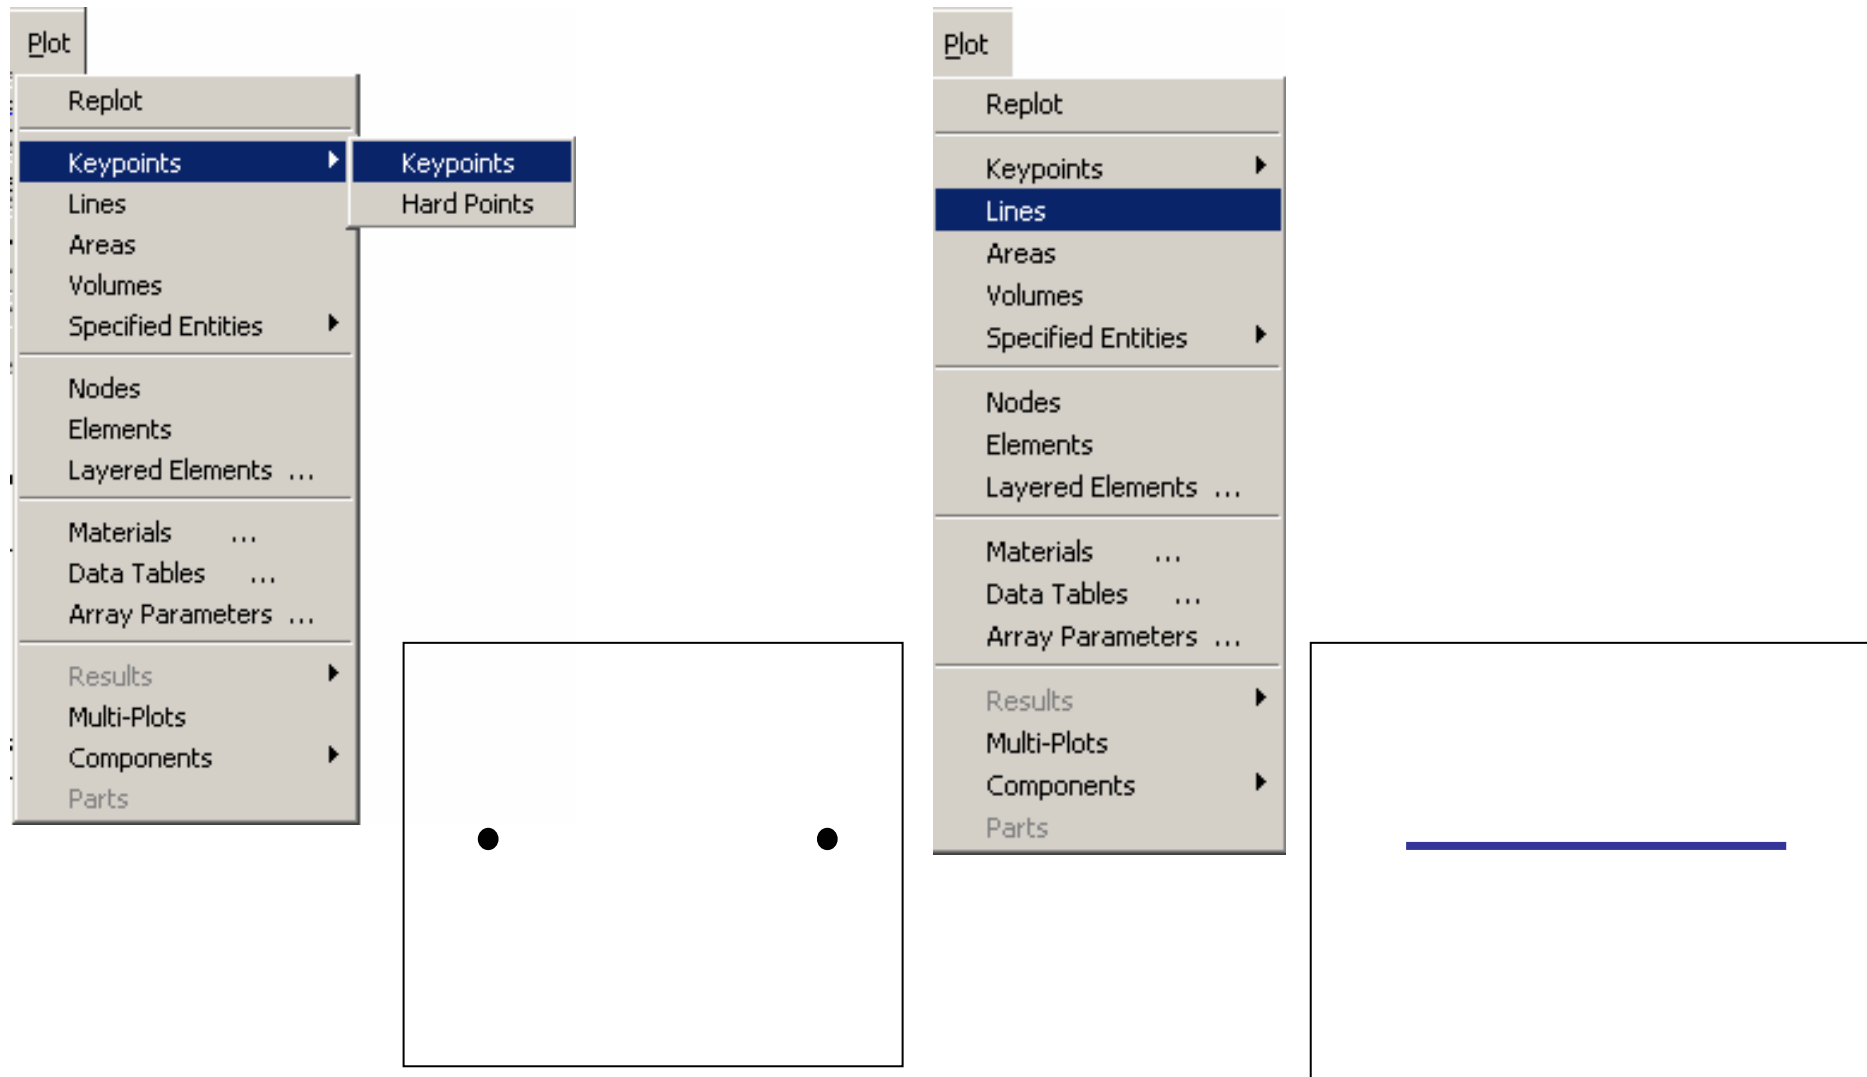 Plot
Replot
Keypoints
Keypoints
Hard Points
Lines
Areas
Volumes
Specified Entities
Nodes
Elements
Layered Elements ...
Materials ...
Data Tables ...
Array Parameters ...
Results
Multi-Plots
Components
Parts
Plot
Replot
Keypoints
Lines
Areas
Volumes
Specified Entities
Nodes
Elements
Layered Elements ...
Materials ...
Data Tables ...
Array Parameters ...
Results
Multi-Plots
Components
Parts